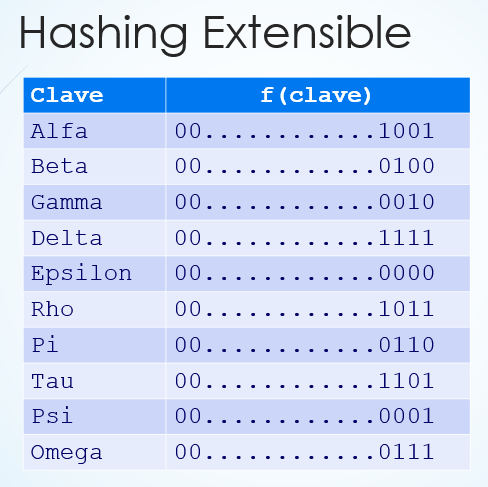 Hashing Extensible
Clave f(clave)
Alfa 00............1001
Beta 00............0100
Gamma 00............0010
Delta 00............1111
Epsilon 00............0000
Rho 00............1011
Pi 00............0110
Tau 00............1101
Psi 00............0001
Omega 00............0111